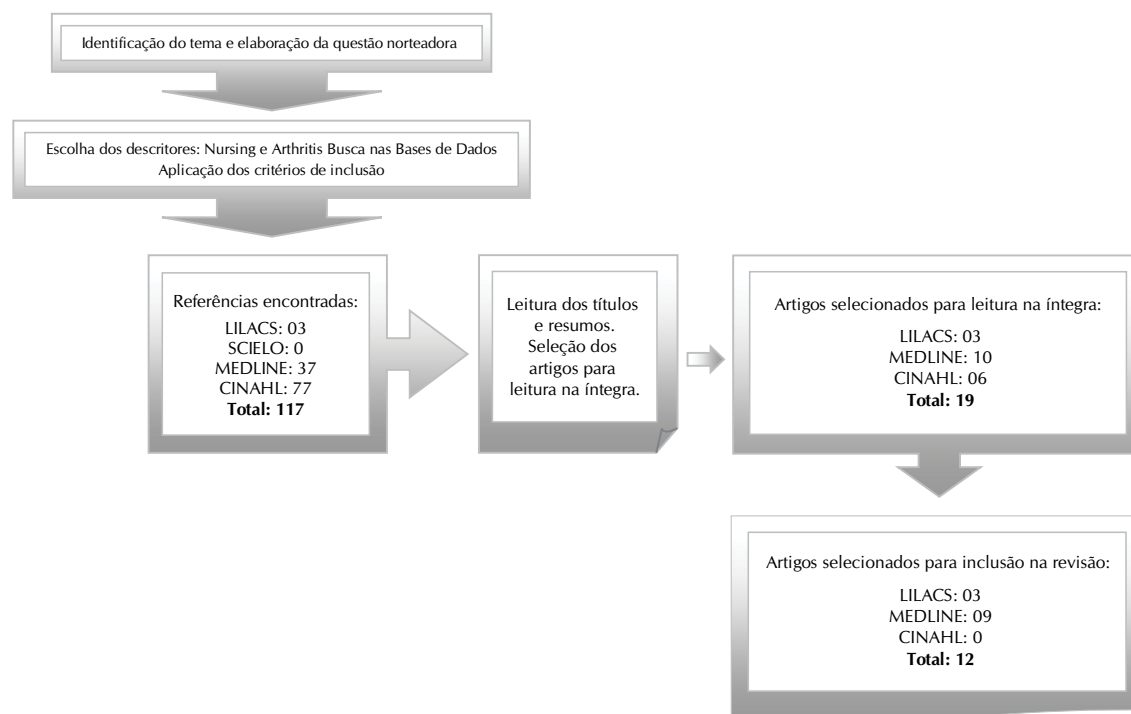 Identificação do tema e elaboração da questão norteadora
Escolha dos descritores: Nursing e Arthritis Busca nas Bases de Dados
Aplicação dos critérios de inclusão
Referências encontradas:
LILACS: 03
SCIELO: 0
MEDLINE: 37
CINAHL: 77
Total: 117
Leitura dos títulos
e resumos.
Seleção dos
artigos para
leitura na íntegra.
Artigos selecionados para leitura na íntegra:
LILACS: 03
MEDLINE: 10
CINAHL: 06
Total: 19
Artigos selecionados para inclusão na revisão:
LILACS: 03
MEDLINE: 09
CINAHL: 0
Total: 12